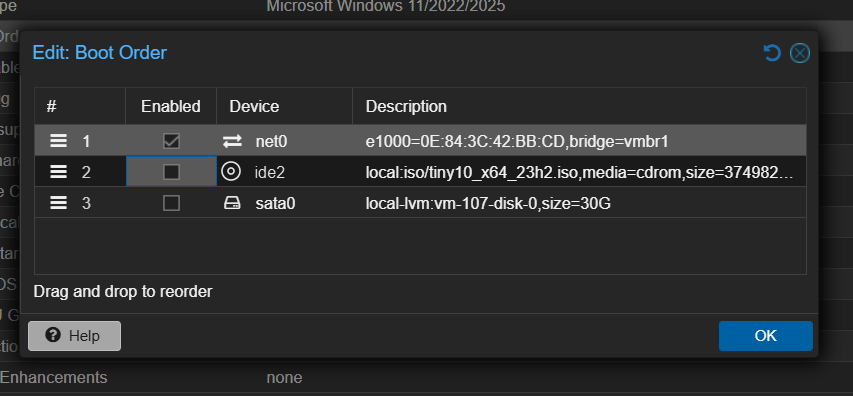 pe Microsoft Windows 11/2022/2025
Ord
Edit: Boot Order
# Enabled Device Description
1 net0 e1000=0E:84:3C:42:BB:CD,bridge=vmbr1
2 ide2 local:iso/tiny10_x64_23h2.iso,media=cdrom,size=374982...
3 sata0 local-lvm:vm-107-disk-0,size=30G
Drag and drop to reorder
Help OK
Enhancements none